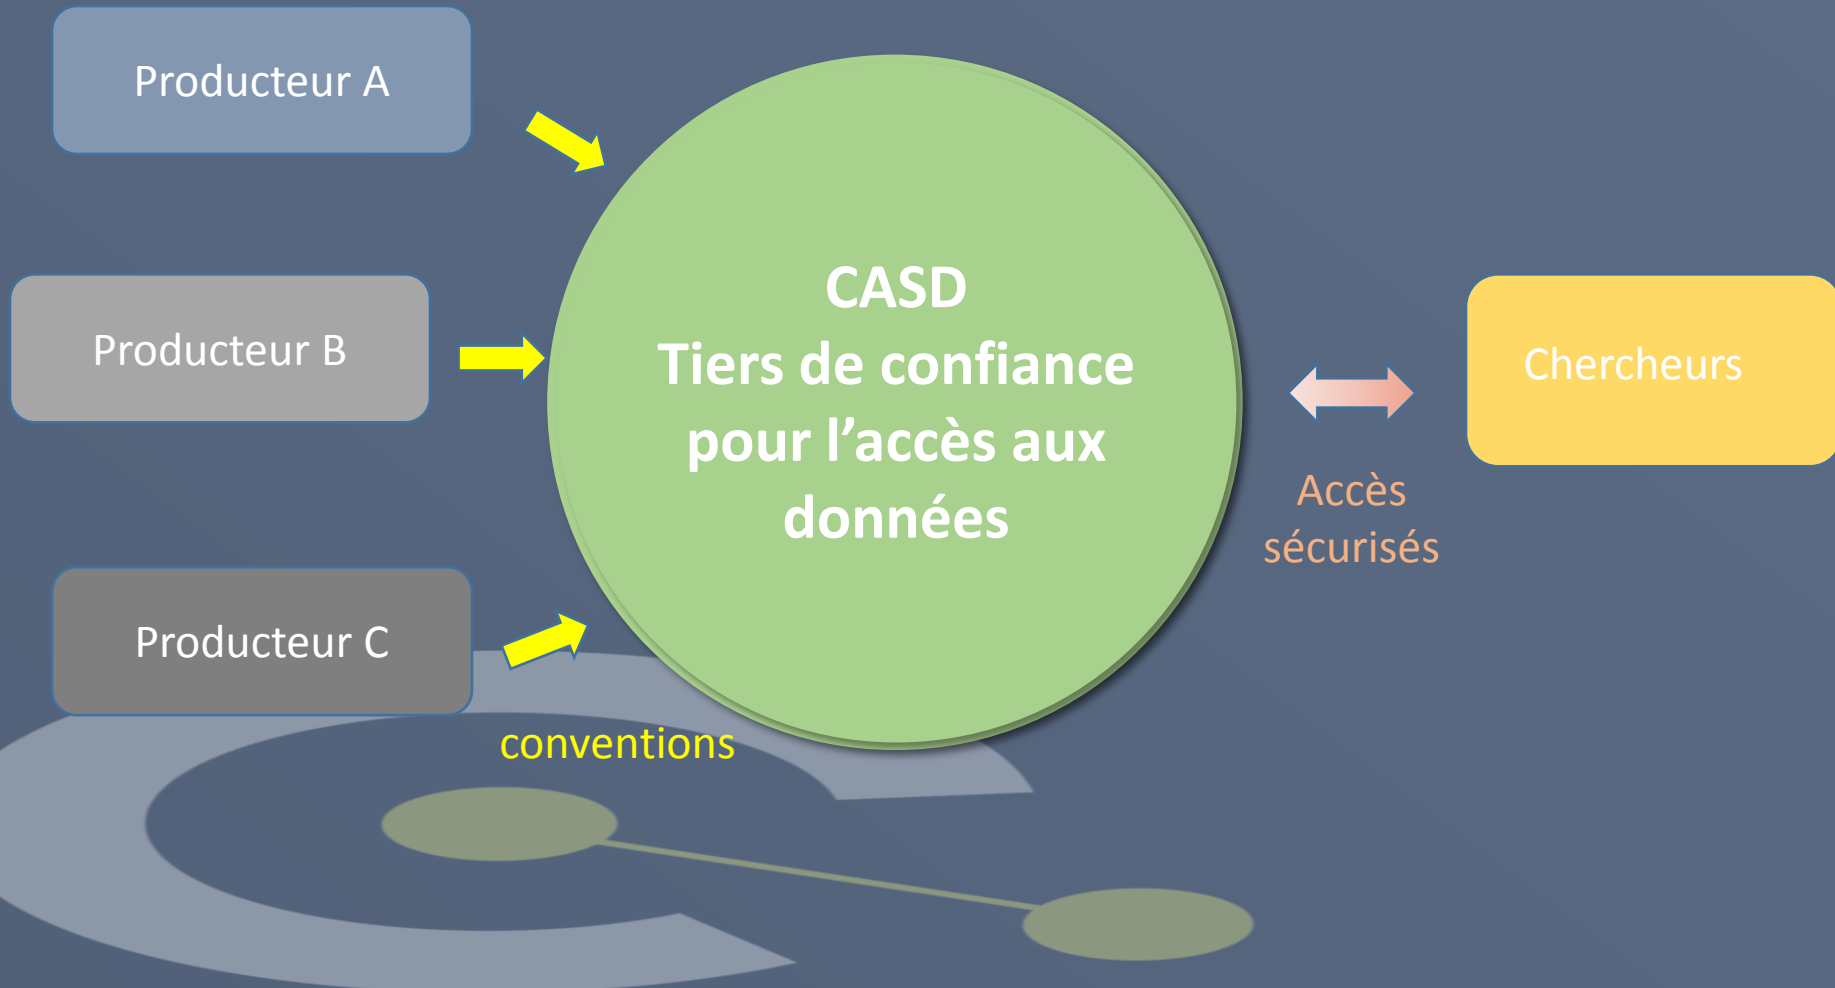 Producteur A
Producteur B
Producteur C
conventions
CASD
Tiers de confiance
pour l’accès aux
données
Accès
sécurisés
Chercheurs